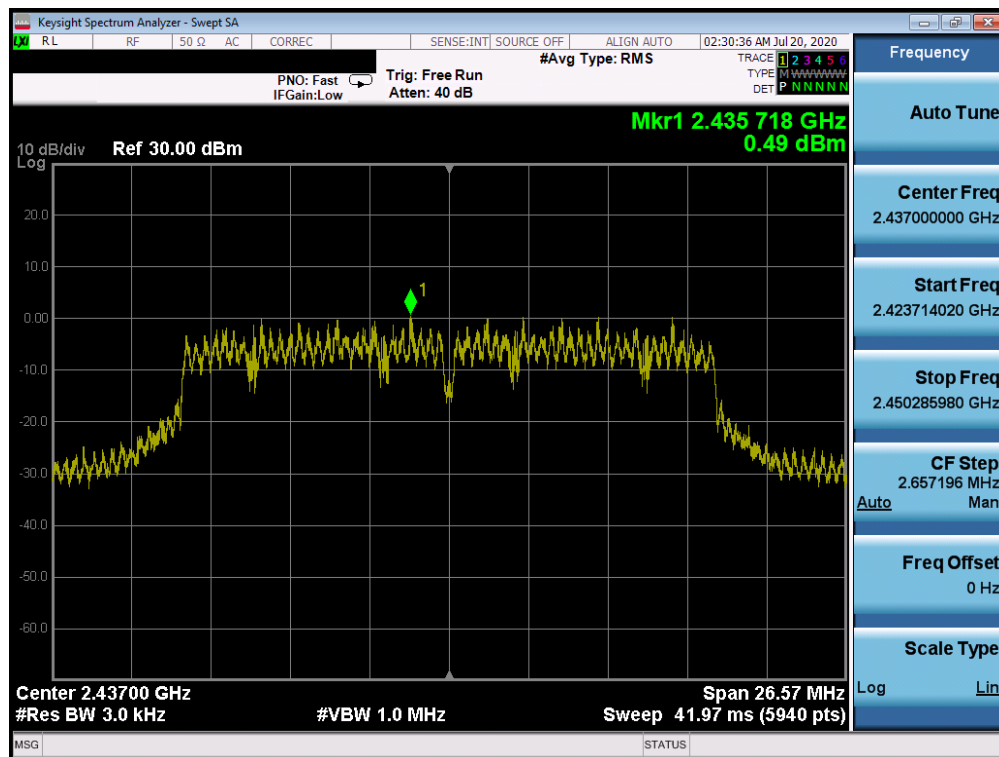 Keysight Spectrum Analyzer - Swept SA
LXI RL RF 50 Ω AC CORREC SENSE:INT SOURCE OFF ALIGN AUTO 02:30:36 AM Jul 20, 2020
PNO: Fast
IFGain:Low
Trig: Free Run
Atten: 40 dB
#Avg Type: RMS
TRACE 1 2 3 4 5 6
TYPE M WWWWW
DET P N N N N N
Mkr1 2.435 718 GHz
0.49 dBm
10 dB/div Ref 30.00 dBm
Log
20.0
10.0
0.00
-10.0
-20.0
-30.0
-40.0
-50.0
-60.0
1
Center 2.43700 GHz
Span 26.57 MHz
#Res BW 3.0 kHz
#VBW 1.0 MHz
Sweep 41.97 ms (5940 pts)
MSG
STATUS
Frequency
Auto Tune
Center Freq
2.437000000 GHz
Start Freq
2.423714020 GHz
Stop Freq
2.450285980 GHz
CF Step
2.657196 MHz
Auto Man
Freq Offset
0 Hz
Scale Type
Log Lin